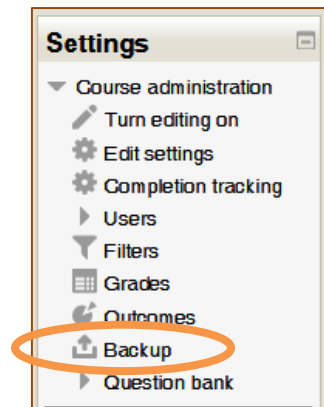 Settings
Course administration
Turn editing on
Edit settings
Completion tracking
Users
Filters
Grades
Outcomes
Backup
Question bank